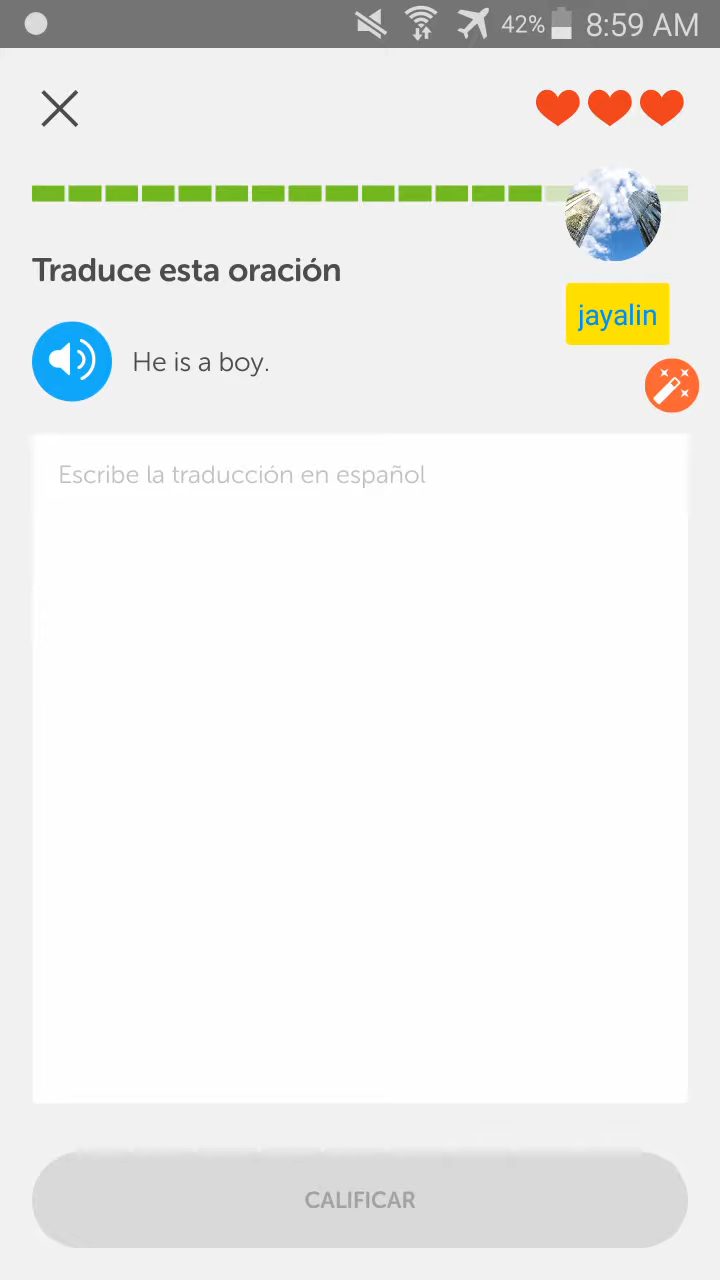 42% 8:59 AM
Traduce esta oración
jayalin
He is a boy.
Escribe la traducción en español
CALIFICAR